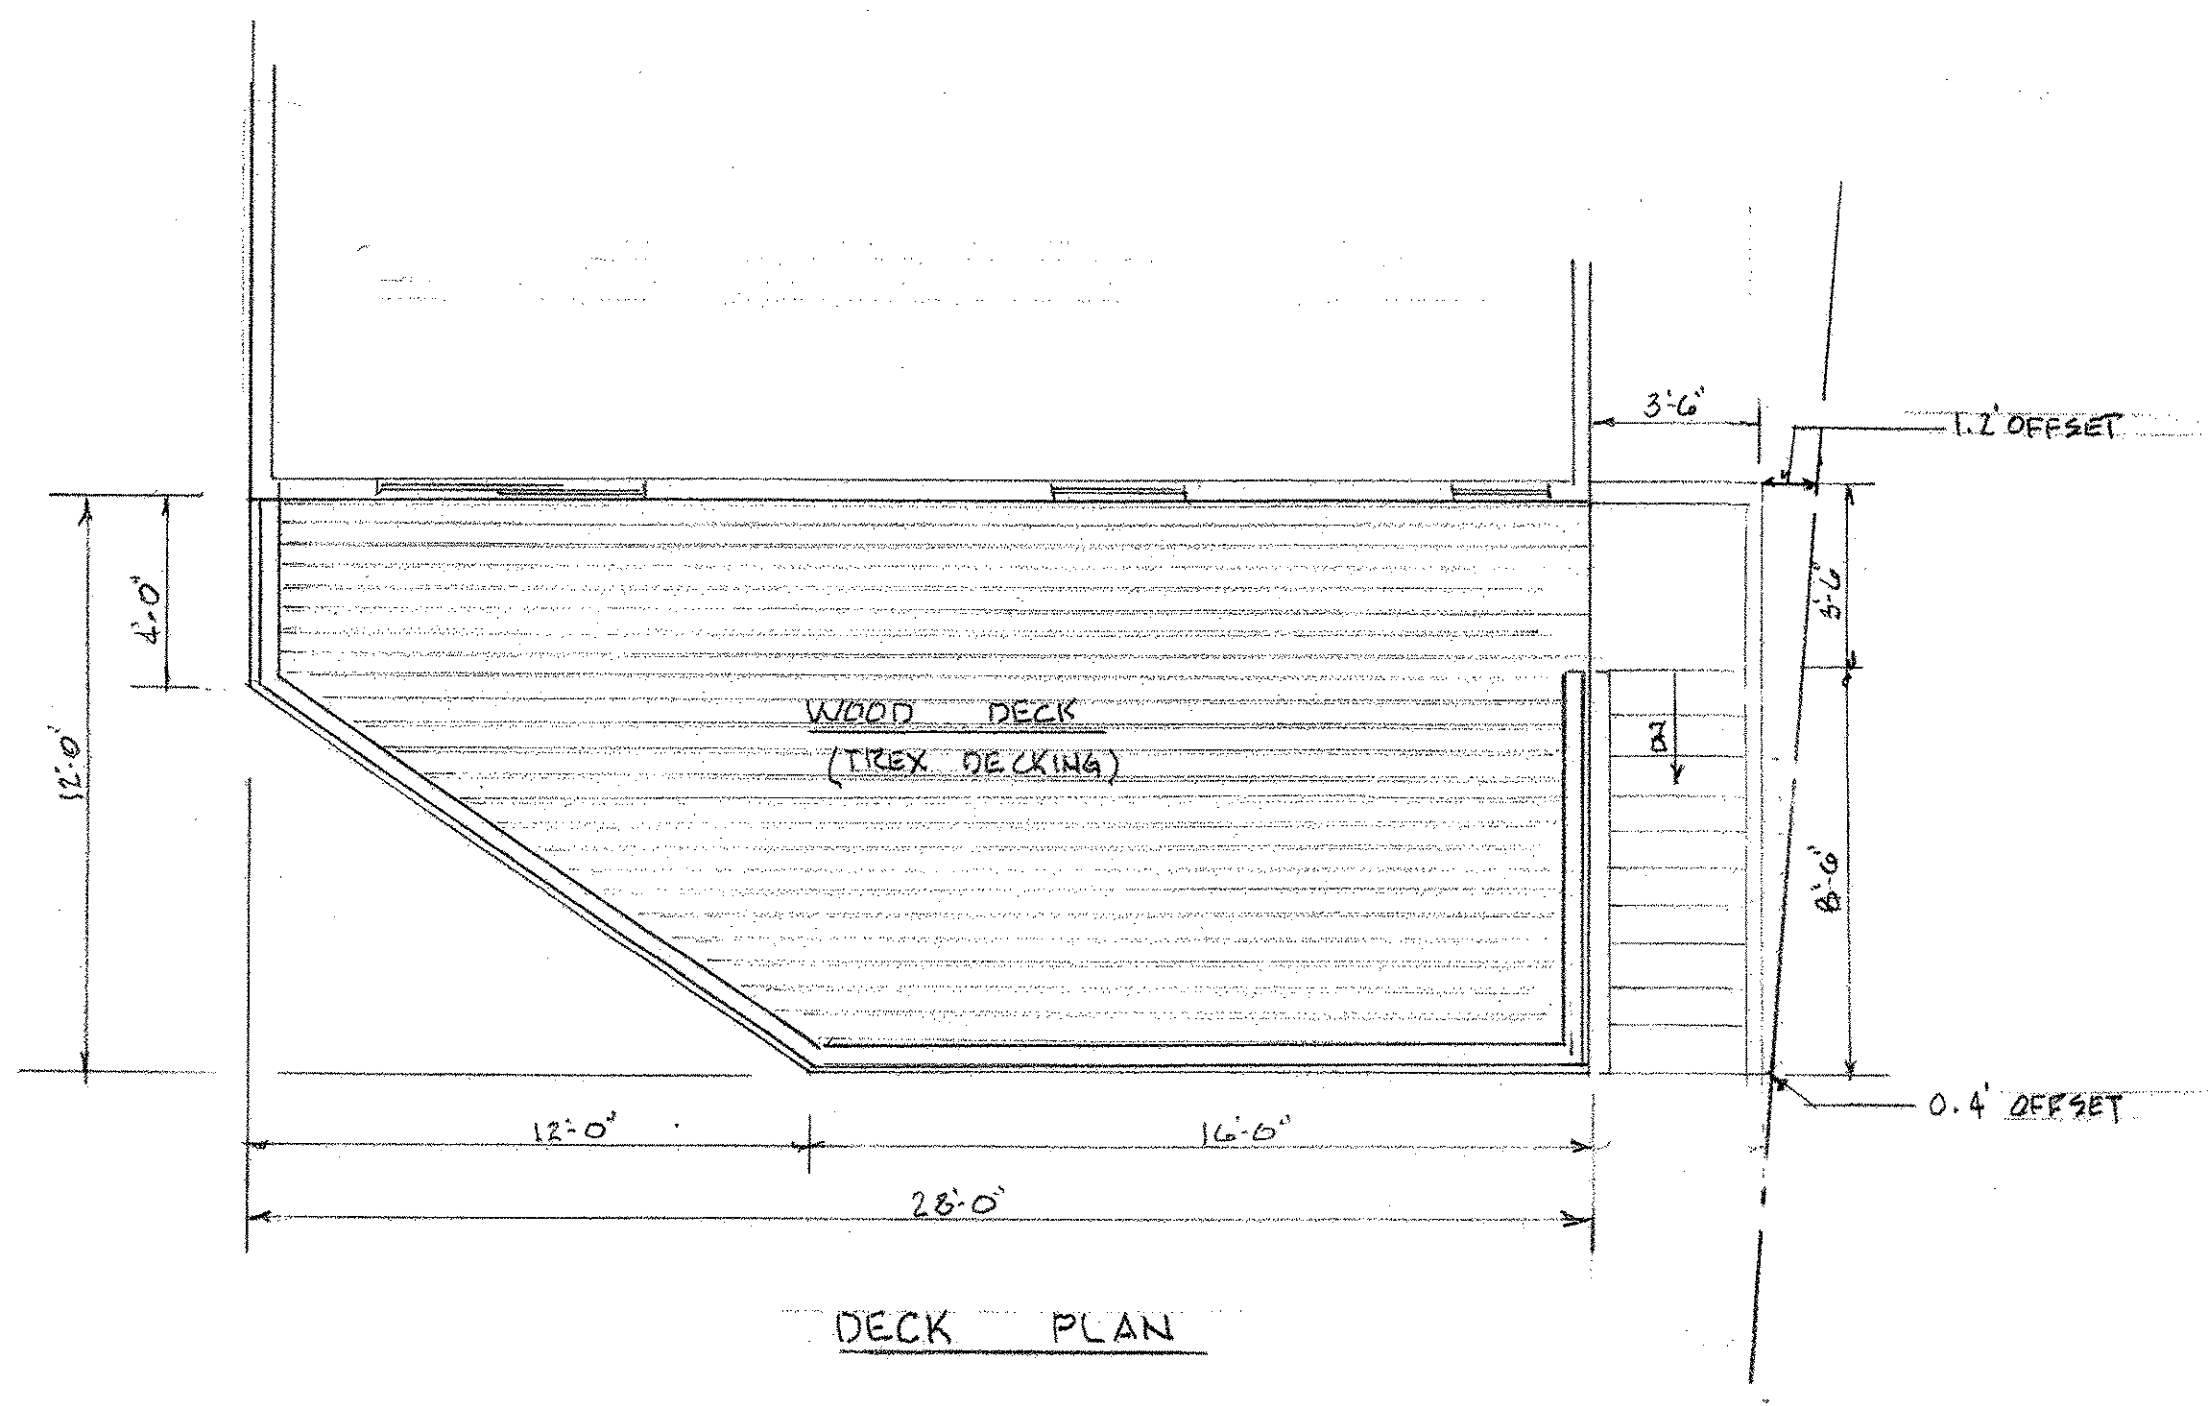 3'-6"
1.2' OFFSET
4'-0"
3'-6"
WOOD DECK
(TREX DECKING)
DN
12'-0"
8'-6"
0.4' OFFSET
12'-0"
16'-0"
28'-0"
DECK PLAN